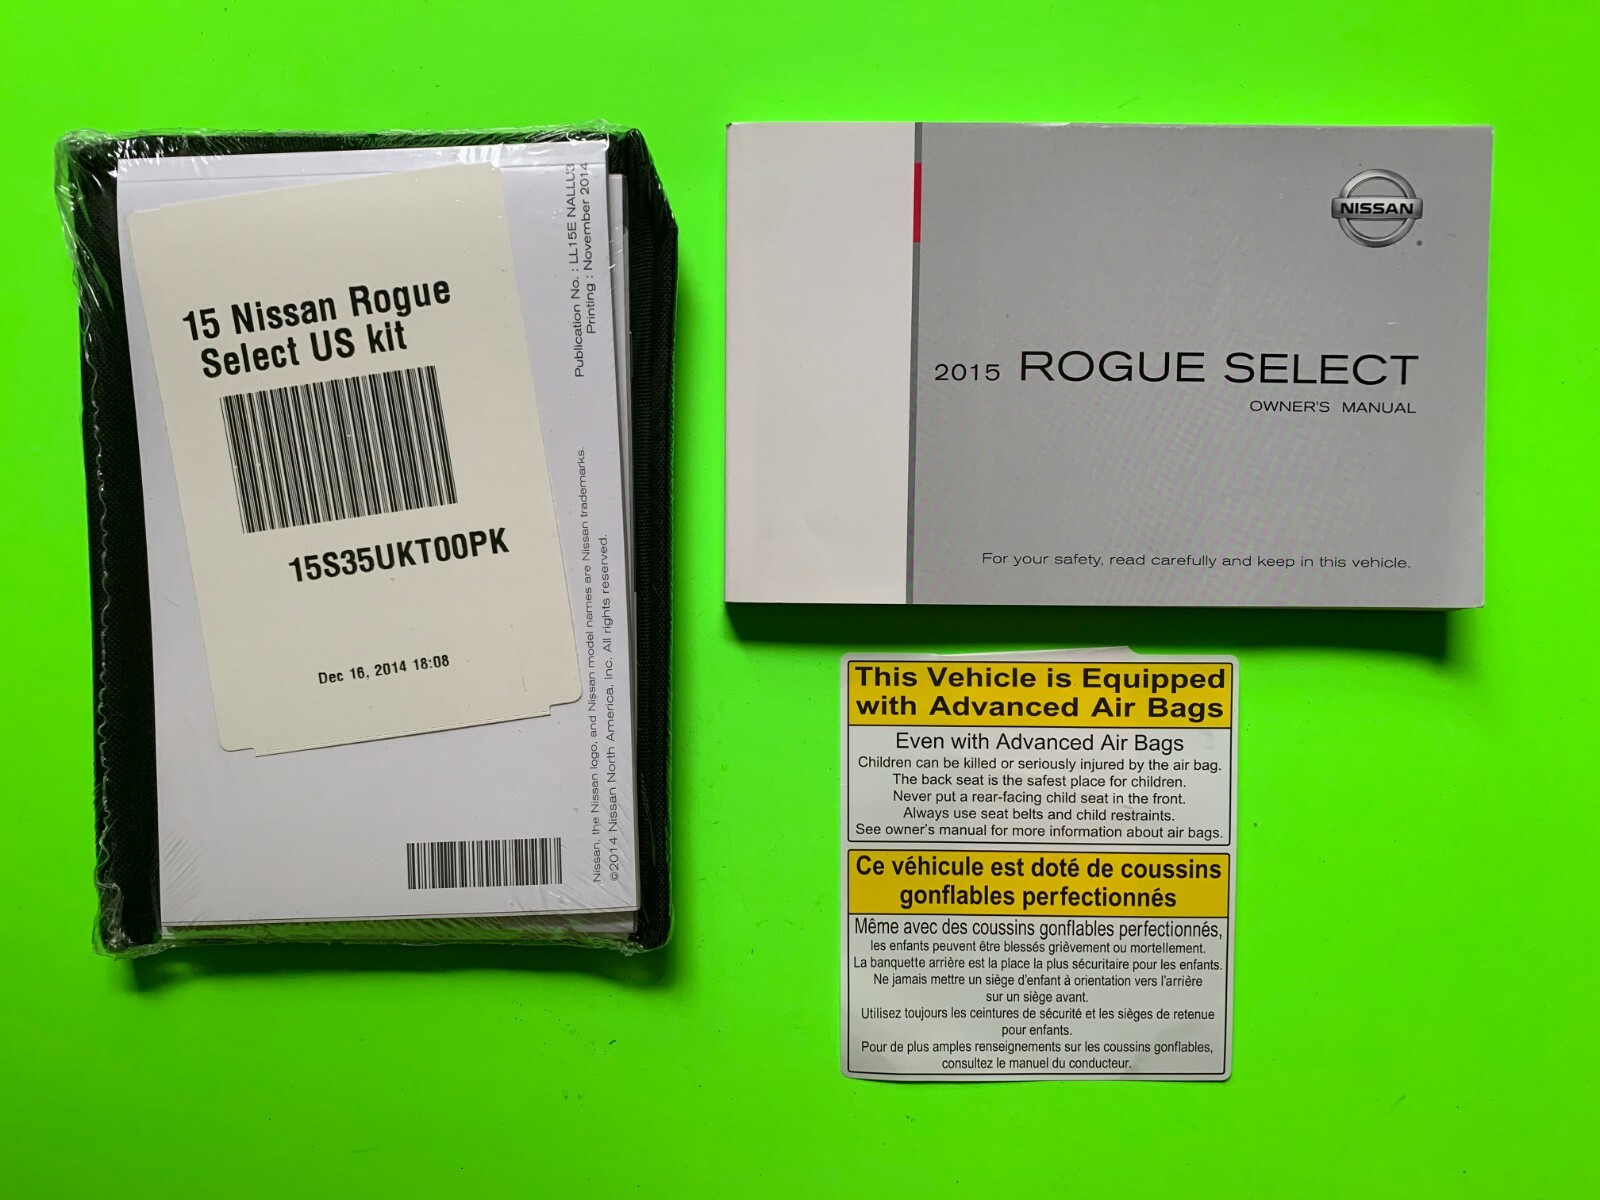 15 Nissan Rogue
Select US kit
15S35UKT00PK
Dec 16, 2014 18:08
Publication No. : LL15E NALLU3
Printing : November 2014
Nissan, the Nissan logo, and Nissan model names are Nissan trademarks.
©2014 Nissan North America, Inc. All rights reserved.
NISSAN
2015 ROGUE SELECT
OWNER'S MANUAL
For your safety, read carefully and keep in this vehicle.
This Vehicle is Equipped
with Advanced Air Bags
Even with Advanced Air Bags
Children can be killed or seriously injured by the air bag.
The back seat is the safest place for children.
Never put a rear-facing child seat in the front.
Always use seat belts and child restraints.
See owner's manual for more information about air bags.
Ce véhicule est doté de coussins
gonflables perfectionnés
Même avec des coussins gonflables perfectionnés,
les enfants peuvent être blessés grièvement ou mortellement.
La banquette arrière est la place la plus sécuritaire pour les enfants.
Ne jamais mettre un siège d'enfant à orientation vers l'arrière
sur un siège avant.
Utilisez toujours les ceintures de sécurité et les sièges de retenue
pour enfants.
Pour de plus amples renseignements sur les coussins gonflables,
consultez le manuel du conducteur.